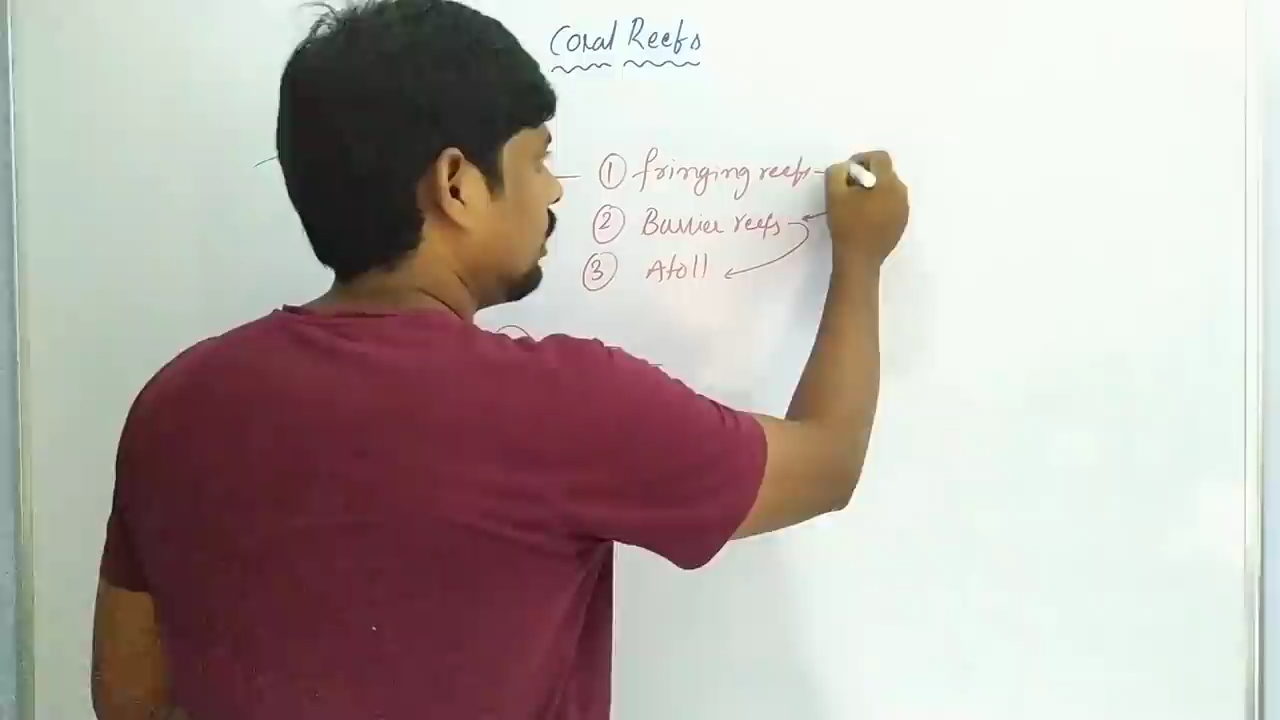 Coral Reefs
① fringing reefs
② Barrier reefs
③ Atoll